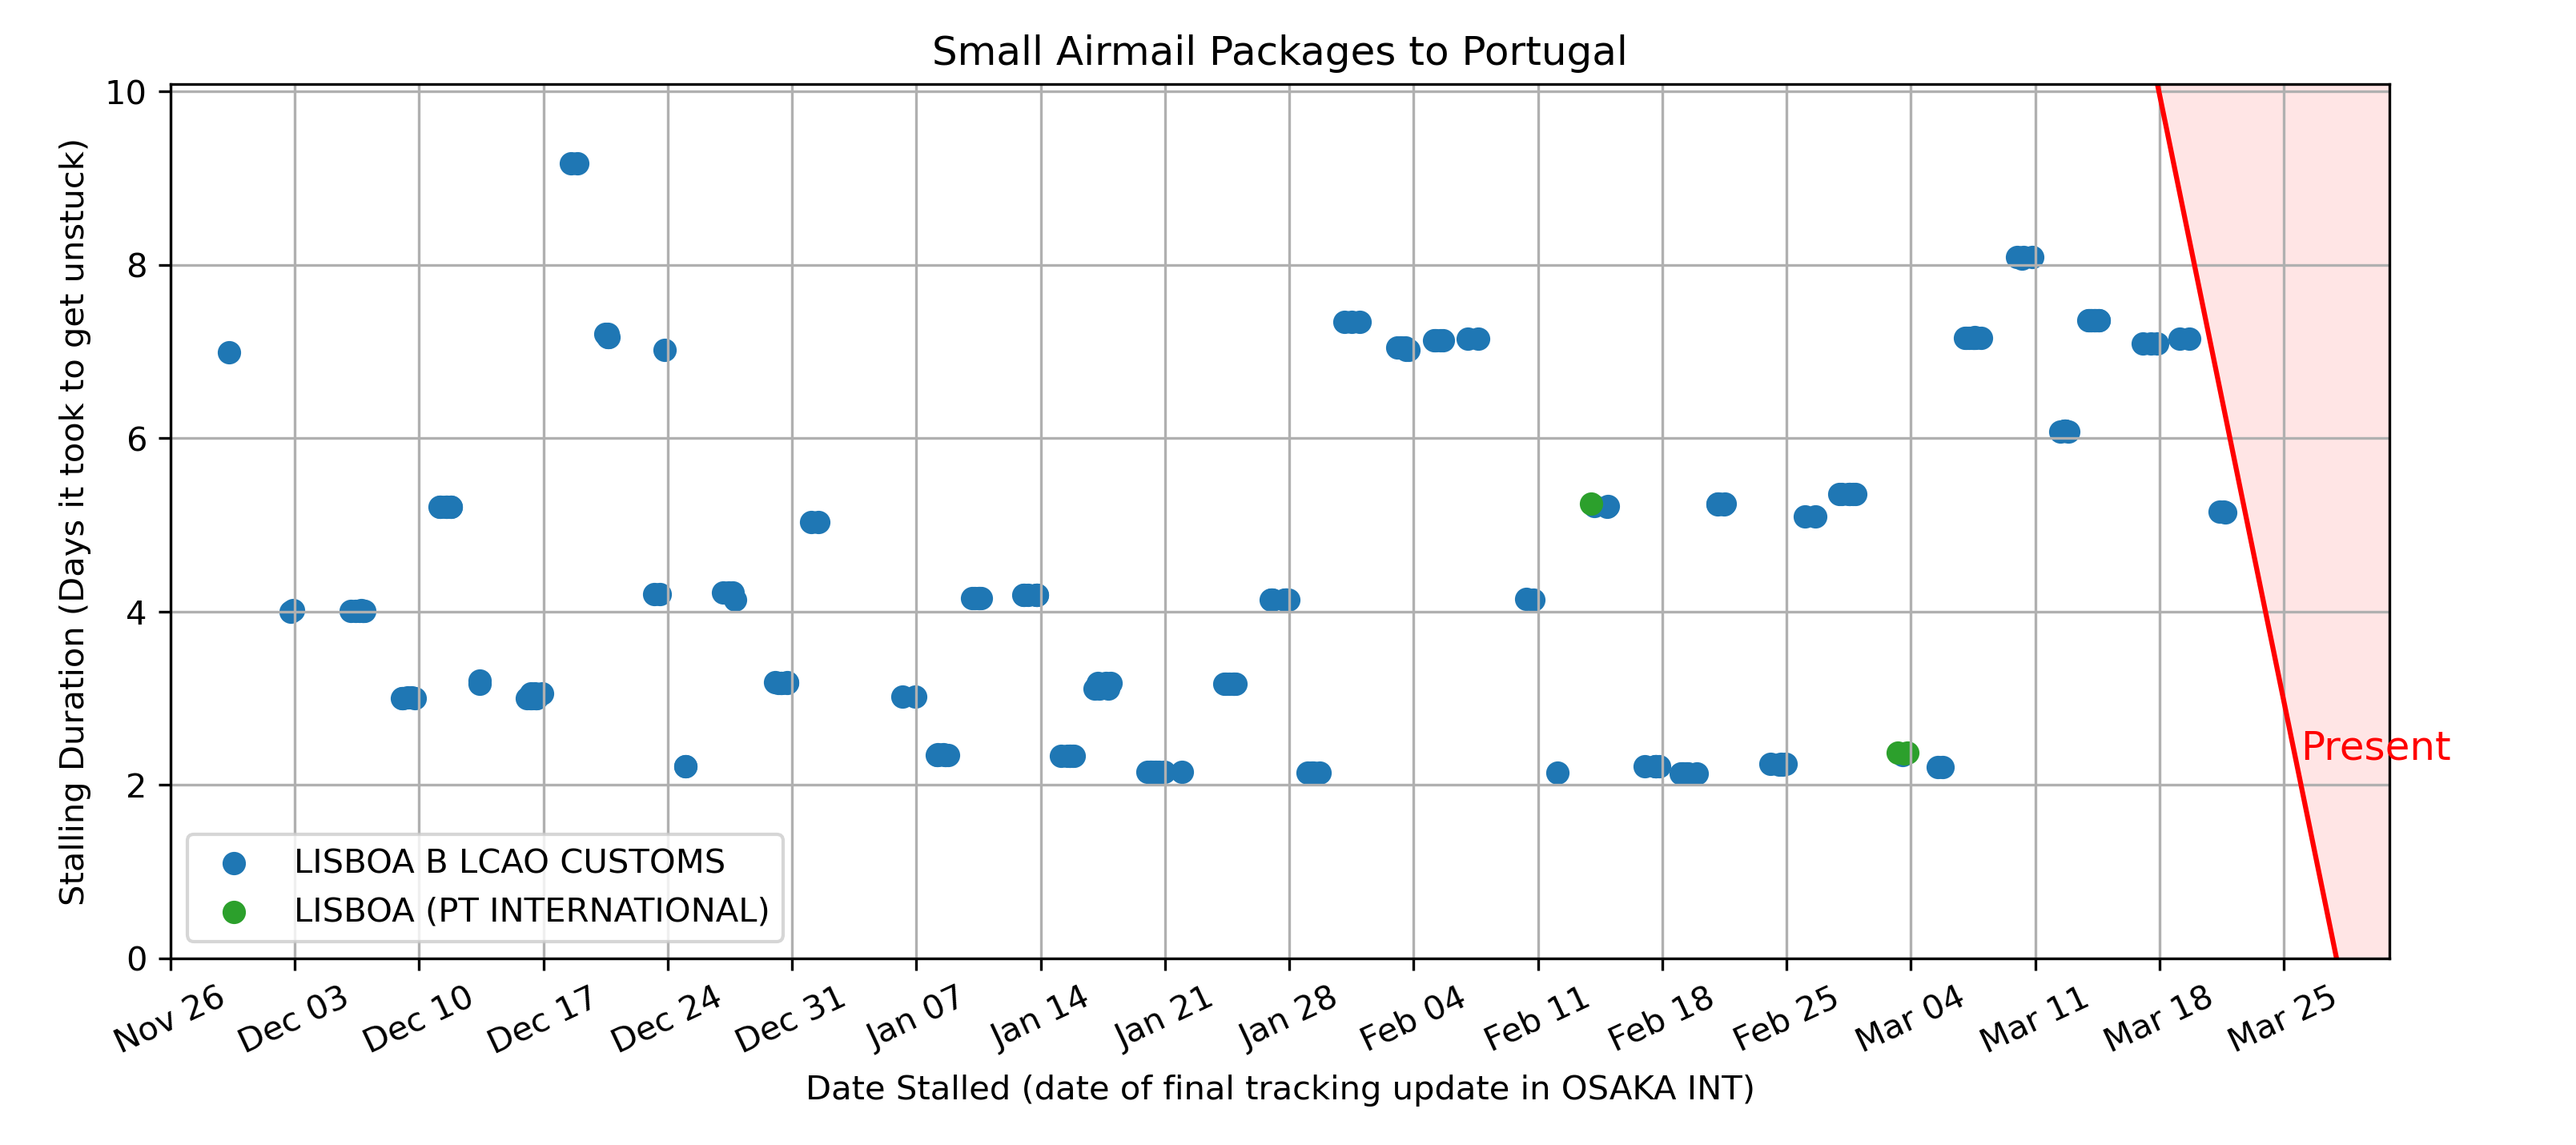 Small Airmail Packages to Portugal
Stalling Duration (Days it took to get unstuck)
10
8
6
4
2
0
Present
LISBOA B LCAO CUSTOMS
LISBOA (PT INTERNATIONAL)
Nov 26
Dec 03
Dec 10
Dec 17
Dec 24
Dec 31
Jan 07
Jan 14
Jan 21
Jan 28
Feb 04
Feb 11
Feb 18
Feb 25
Mar 04
Mar 11
Mar 18
Mar 25
Date Stalled (date of final tracking update in OSAKA INT)